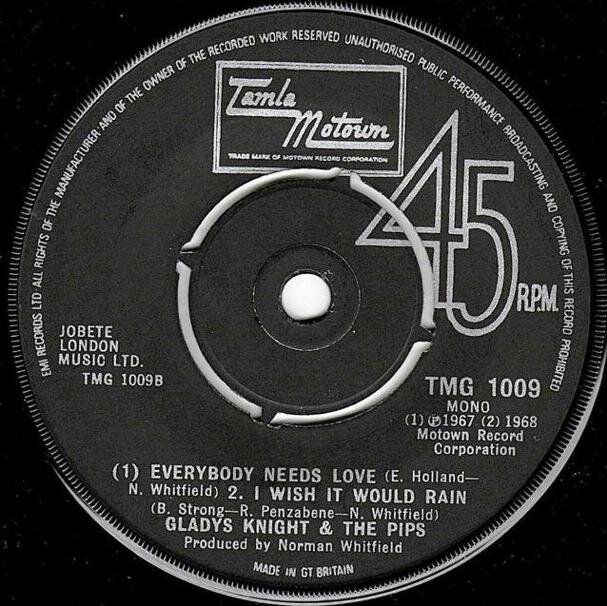 EMI RECORDS LTD ALL RIGHTS OF THE MANUFACTURER AND OF THE OWNER OF THE RECORDED WORK RESERVED UNAUTHORISED PUBLIC PERFORMANCE BROADCASTING AND COPYING OF THIS RECORD PROHIBITED
Tamla
Motown
TRADE MARK OF MOTOWN RECORD CORPORATION
45
R.P.M.
JOBETE
LONDON
MUSIC LTD.
TMG 1009B
TMG 1009
MONO
(1) ℗ 1967 (2) 1968
Motown Record
Corporation
(1) EVERYBODY NEEDS LOVE (E. Holland—
N. Whitfield) 2. I WISH IT WOULD RAIN
(B. Strong—R. Penzabene—N. Whitfield)
GLADYS KNIGHT & THE PIPS
Produced by Norman Whitfield
MADE IN GT BRITAIN